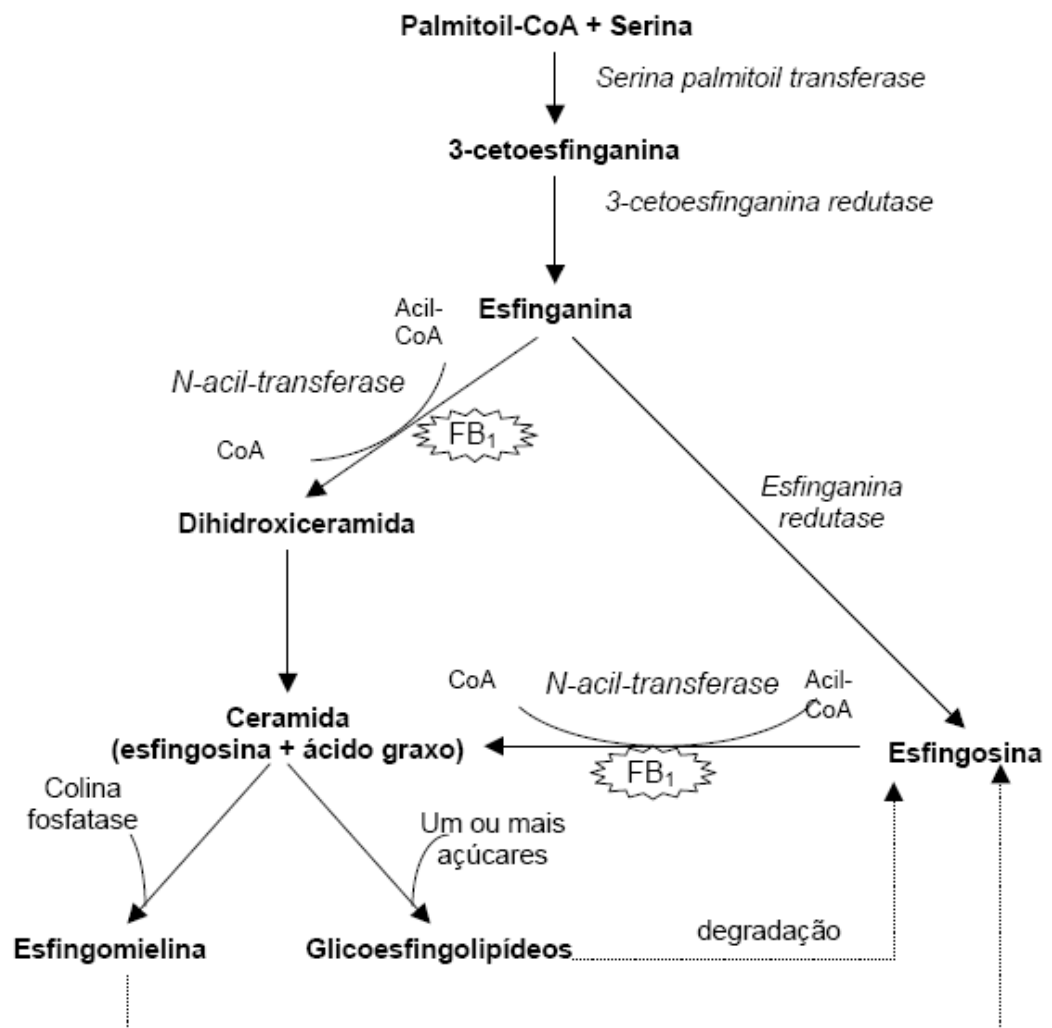 Palmitoil-CoA + Serina
Serina palmitoil transferase
3-cetoesfinganina
3-cetoesfinganina redutase
Acil-
CoA
Esfinganina
N-acil-transferase
FB₁
CoA
Esfinganina
redutase
Dihidroxiceramida
CoA
N-acil-transferase
Acil-
CoA
Ceramida
(esfingosina + ácido graxo)
FB₁
Esfingosina
Colina
fosfatase
Um ou mais
açúcares
degradação
Esfingomielina
Glicoesfingolipídeos